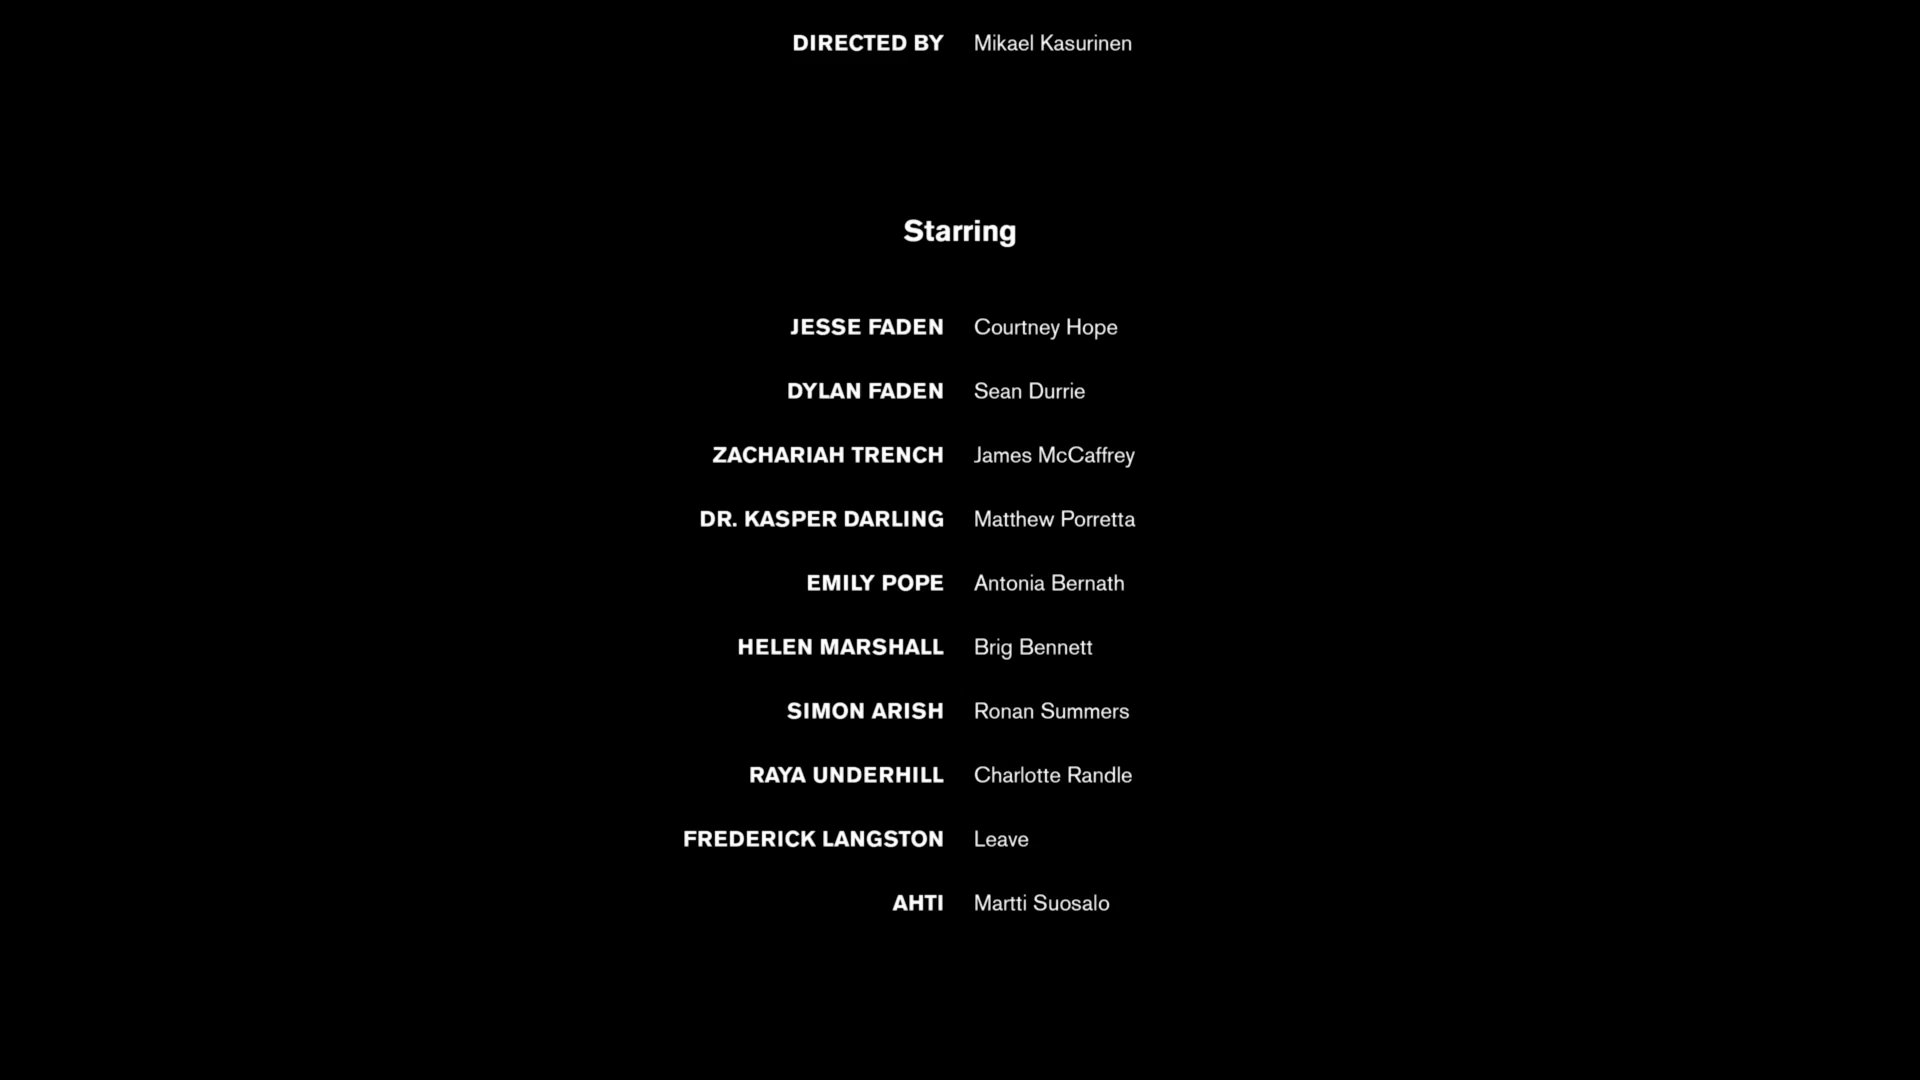 DIRECTED BY Mikael Kasurinen
Starring
JESSE FADEN Courtney Hope
DYLAN FADEN Sean Durrie
ZACHARIAH TRENCH James McCaffrey
DR. KASPER DARLING Matthew Porretta
EMILY POPE Antonia Bernath
HELEN MARSHALL Brig Bennett
SIMON ARISH Ronan Summers
RAYA UNDERHILL Charlotte Randle
FREDERICK LANGSTON Leave
AHTI Martti Suosalo